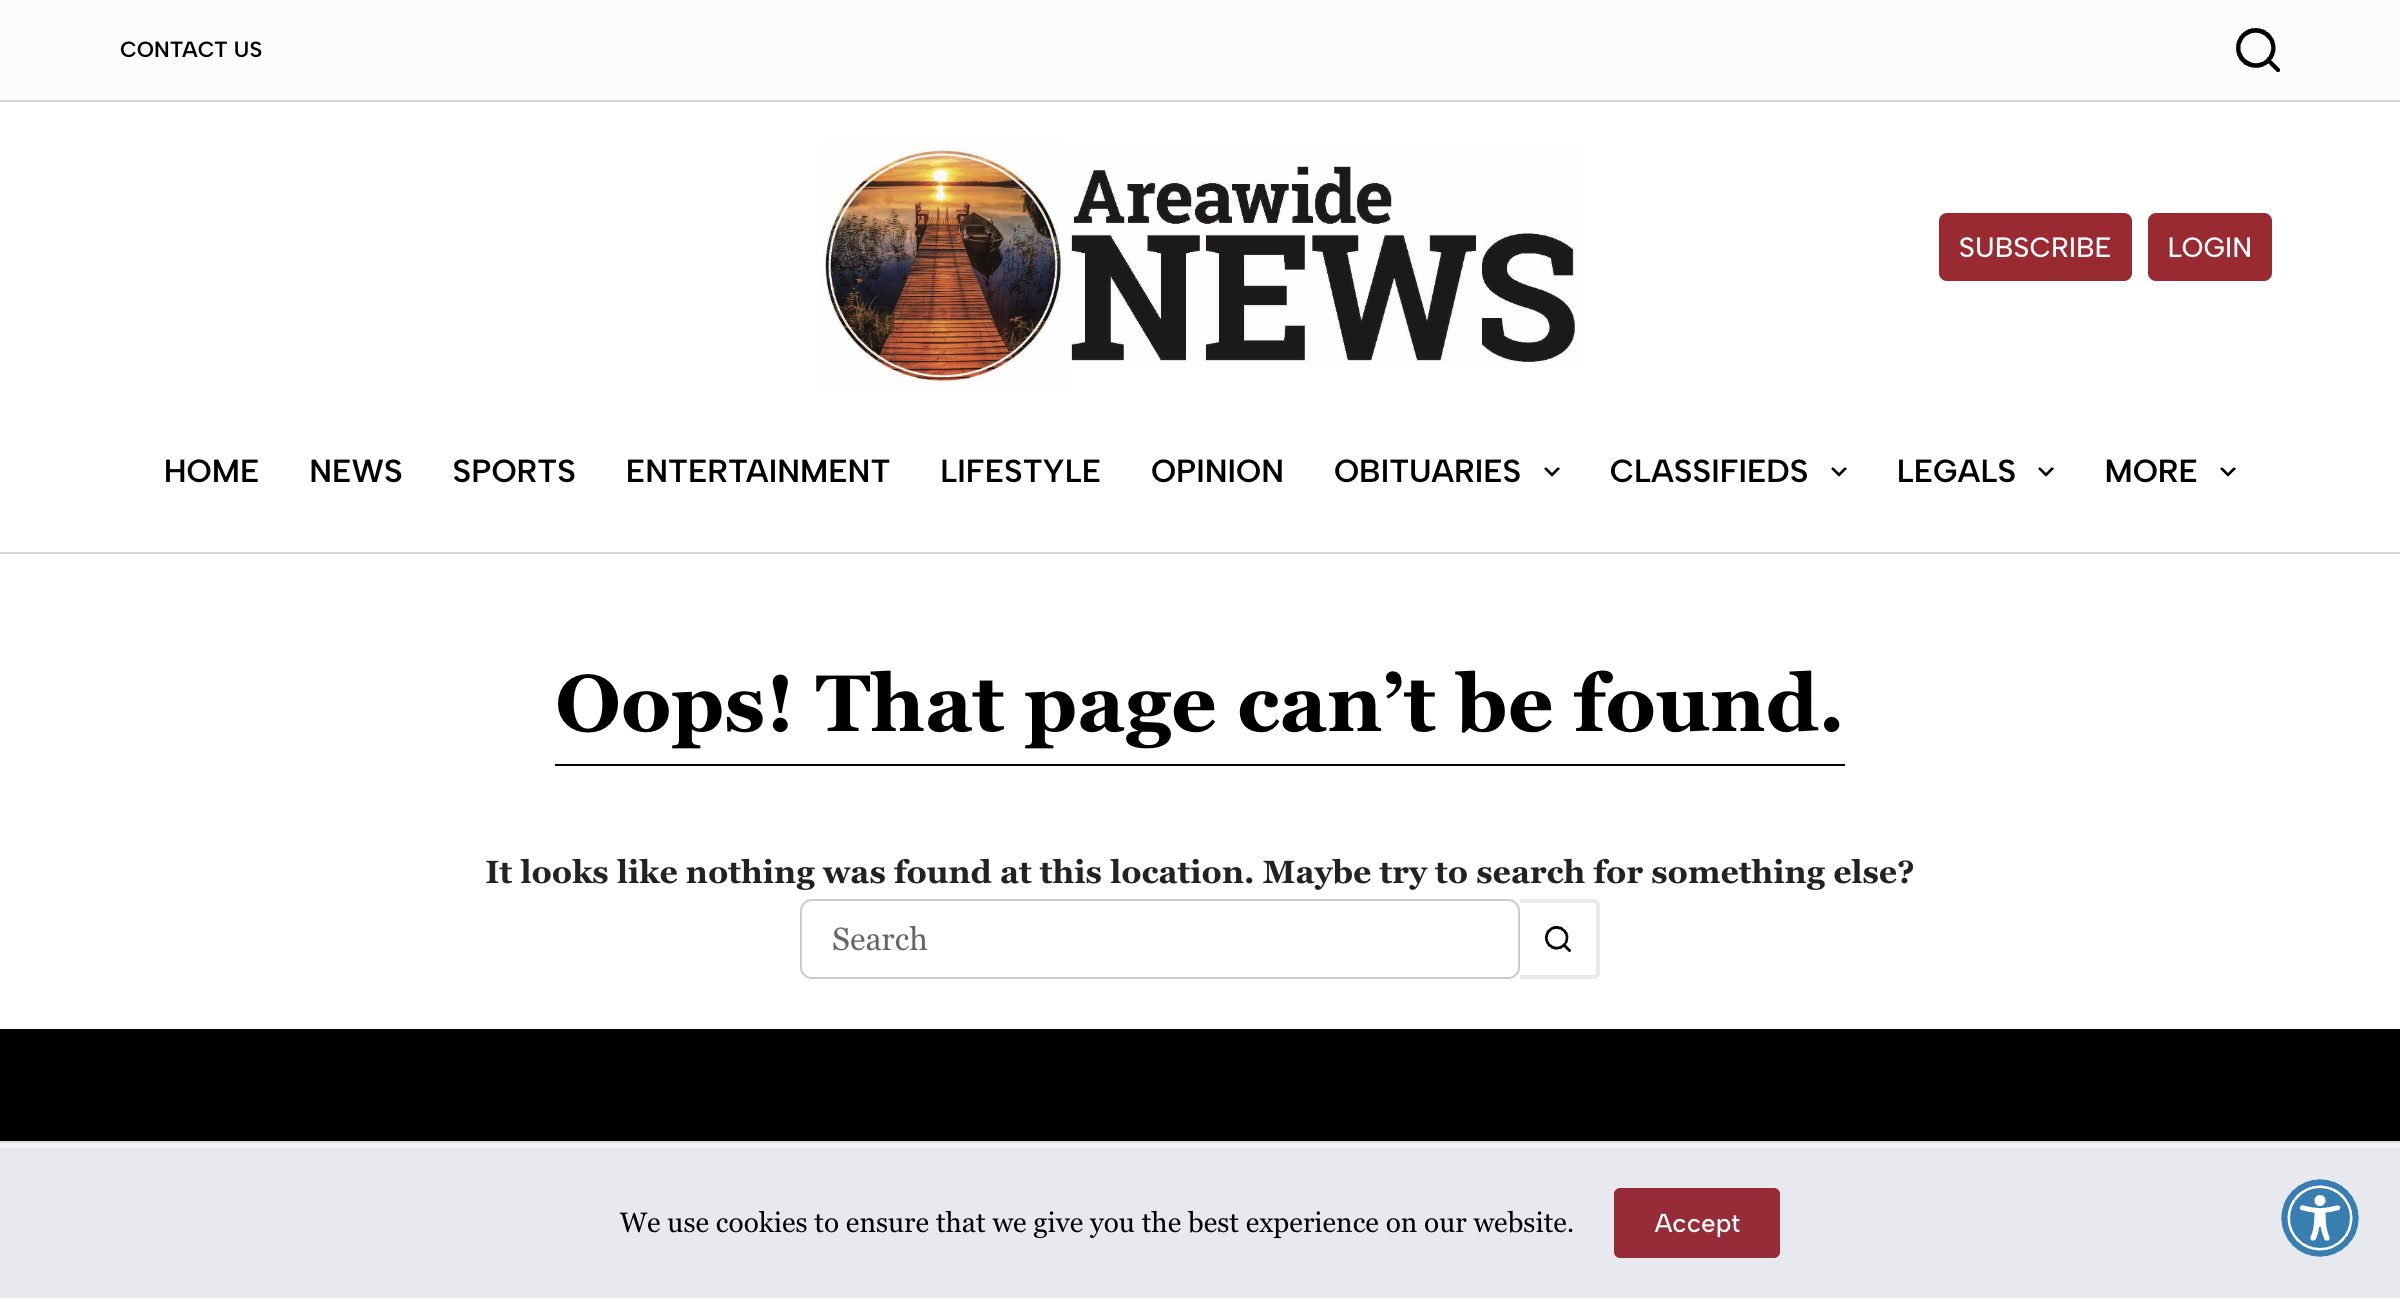 CONTACT US
Areawide
NEWS
SUBSCRIBE LOGIN
HOME NEWS SPORTS ENTERTAINMENT LIFESTYLE OPINION OBITUARIES CLASSIFIEDS LEGALS MORE
Oops! That page can’t be found.
It looks like nothing was found at this location. Maybe try to search for something else?
Search
We use cookies to ensure that we give you the best experience on our website. Accept